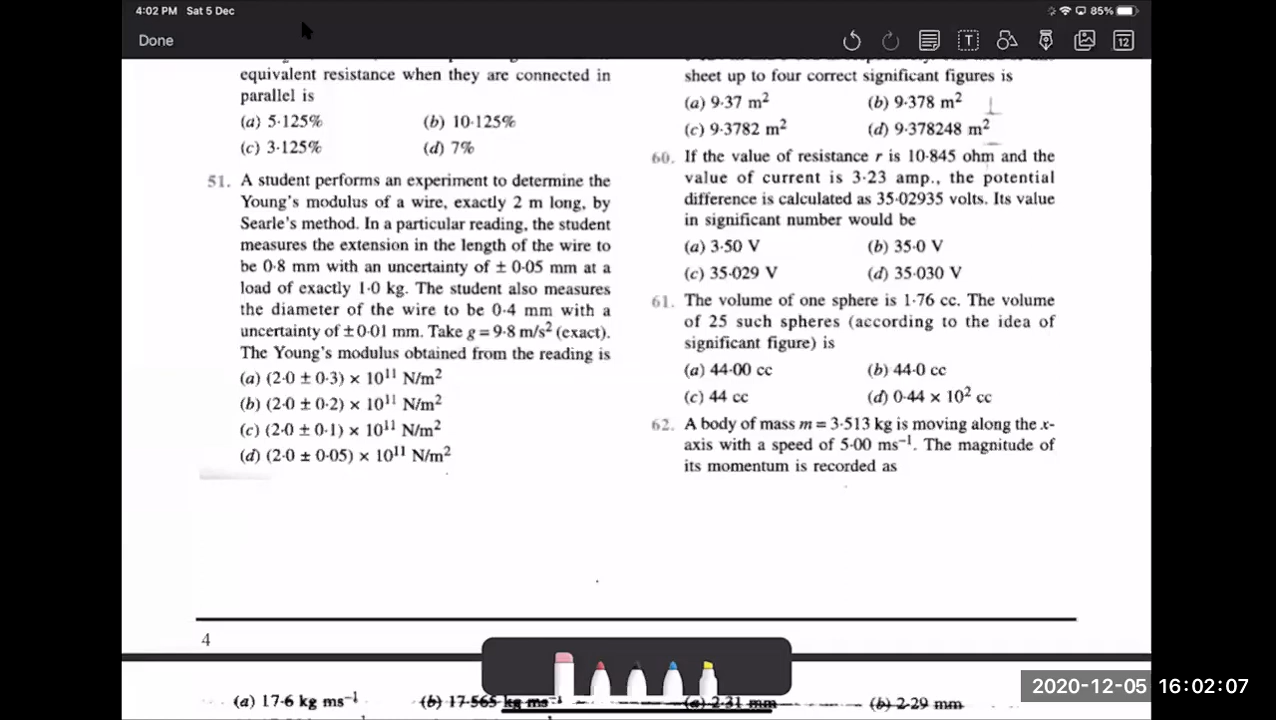 4:02 PM Sat 5 Dec
85%
Done
12
equivalent resistance when they are connected in
parallel is
(a) 5·125% (b) 10·125%
(c) 3·125% (d) 7%
51. A student performs an experiment to determine the
Young's modulus of a wire, exactly 2 m long, by
Searle's method. In a particular reading, the student
measures the extension in the length of the wire to
be 0·8 mm with an uncertainty of ± 0·05 mm at a
load of exactly 1·0 kg. The student also measures
the diameter of the wire to be 0·4 mm with a
uncertainty of ±0·01 mm. Take g = 9·8 m/s² (exact).
The Young's modulus obtained from the reading is
(a) (2·0 ± 0·3) × 10¹¹ N/m²
(b) (2·0 ± 0·2) × 10¹¹ N/m²
(c) (2·0 ± 0·1) × 10¹¹ N/m²
(d) (2·0 ± 0·05) × 10¹¹ N/m²
sheet up to four correct significant figures is
(a) 9·37 m² (b) 9·378 m²
(c) 9·3782 m² (d) 9·378248 m²
60. If the value of resistance r is 10·845 ohm and the
value of current is 3·23 amp., the potential
difference is calculated as 35·02935 volts. Its value
in significant number would be
(a) 3·50 V (b) 35·0 V
(c) 35·029 V (d) 35·030 V
61. The volume of one sphere is 1·76 cc. The volume
of 25 such spheres (according to the idea of
significant figure) is
(a) 44·00 cc (b) 44·0 cc
(c) 44 cc (d) 0·44 × 10² cc
62. A body of mass m = 3·513 kg is moving along the x-
axis with a speed of 5·00 ms⁻¹. The magnitude of
its momentum is recorded as
4
(a) 17·6 kg ms⁻¹ (b) 17·565 kg ms⁻¹
(a) 2·31 mm (b) 2·29 mm
2020-12-05 16:02:07